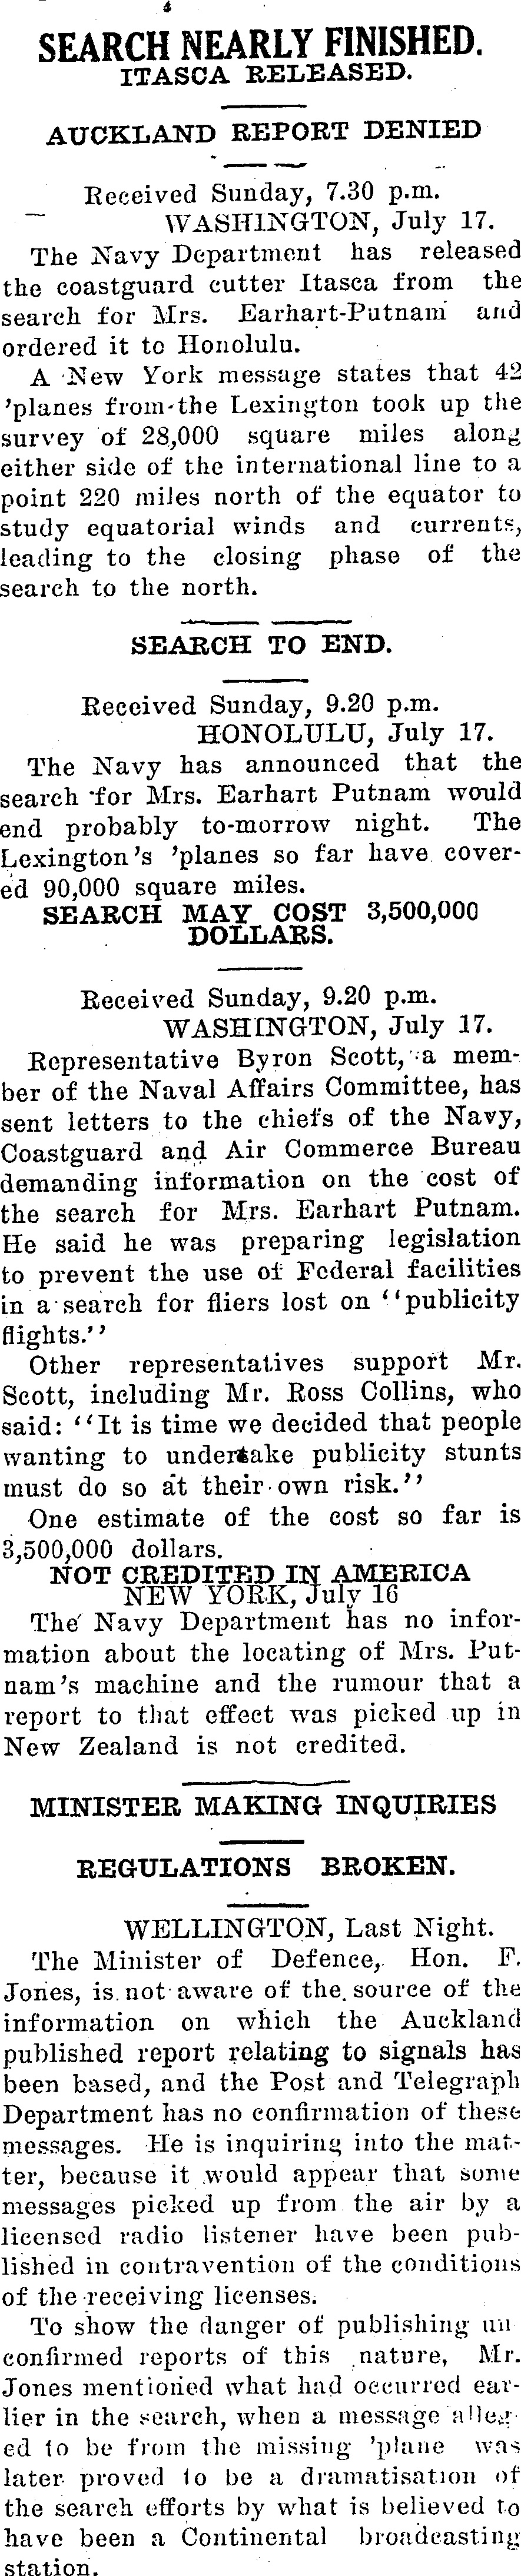 SEARCH NEARLY FINISHED.
ITASCA RELEASED.
AUCKLAND REPORT DENIED
Received Sunday, 7.30 p.m.
WASHINGTON, July 17.
The Navy Department has released
the coastguard cutter Itasca from the
search for Mrs. Earhart-Putnam and
ordered it to Honolulu.
A New York message states that 42
'planes from the Lexington took up the
survey of 28,000 square miles along
either side of the international line to a
point 220 miles north of the equator to
study equatorial winds and currents,
leading to the closing phase of the
search to the north.
SEARCH TO END.
Received Sunday, 9.20 p.m.
HONOLULU, July 17.
The Navy has announced that the
search for Mrs. Earhart Putnam would
end probably to-morrow night. The
Lexington's 'planes so far have cover-
ed 90,000 square miles.
SEARCH MAY COST 3,500,000
DOLLARS.
Received Sunday, 9.20 p.m.
WASHINGTON, July 17.
Representative Byron Scott, a mem-
ber of the Naval Affairs Committee, has
sent letters to the chiefs of the Navy,
Coastguard and Air Commerce Bureau
demanding information on the cost of
the search for Mrs. Earhart Putnam.
He said he was preparing legislation
to prevent the use of Federal facilities
in a search for fliers lost on ''publicity
flights.''
Other representatives support Mr.
Scott, including Mr. Ross Collins, who
said: ''It is time we decided that people
wanting to undertake publicity stunts
must do so at their own risk.''
One estimate of the cost so far is
3,500,000 dollars.
NOT CREDITED IN AMERICA
NEW YORK, July 16
The Navy Department has no infor-
mation about the locating of Mrs. Put-
nam's machine and the rumour that a
report to that effect was picked up in
New Zealand is not credited.
MINISTER MAKING INQUIRIES
REGULATIONS BROKEN.
WELLINGTON, Last Night.
The Minister of Defence, Hon. F.
Jones, is not aware of the source of the
information on which the Auckland
published report relating to signals has
been based, and the Post and Telegraph
Department has no confirmation of these
messages. He is inquiring into the mat-
ter, because it would appear that some
messages picked up from the air by a
licensed radio listener have been pub-
lished in contravention of the conditions
of the receiving licenses.
To show the danger of publishing un
confirmed reports of this nature, Mr.
Jones mentioned what had occurred ear-
lier in the search, when a message alleg-
ed to be from the missing 'plane was
later proved to be a dramatisation of
the search efforts by what is believed to
have been a Continental broadcasting
station.